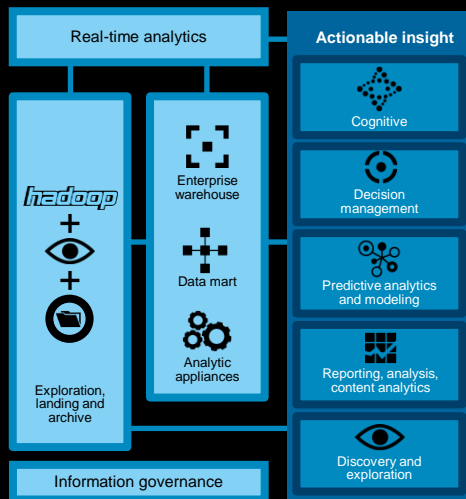 Real-time analytics
hadoop
+
+
Exploration,
landing and
archive
Enterprise
warehouse
Data mart
Analytic
appliances
Information governance
Actionable insight
Cognitive
Decision
management
Predictive analytics
and modeling
Reporting, analysis,
content analytics
Discovery and
exploration